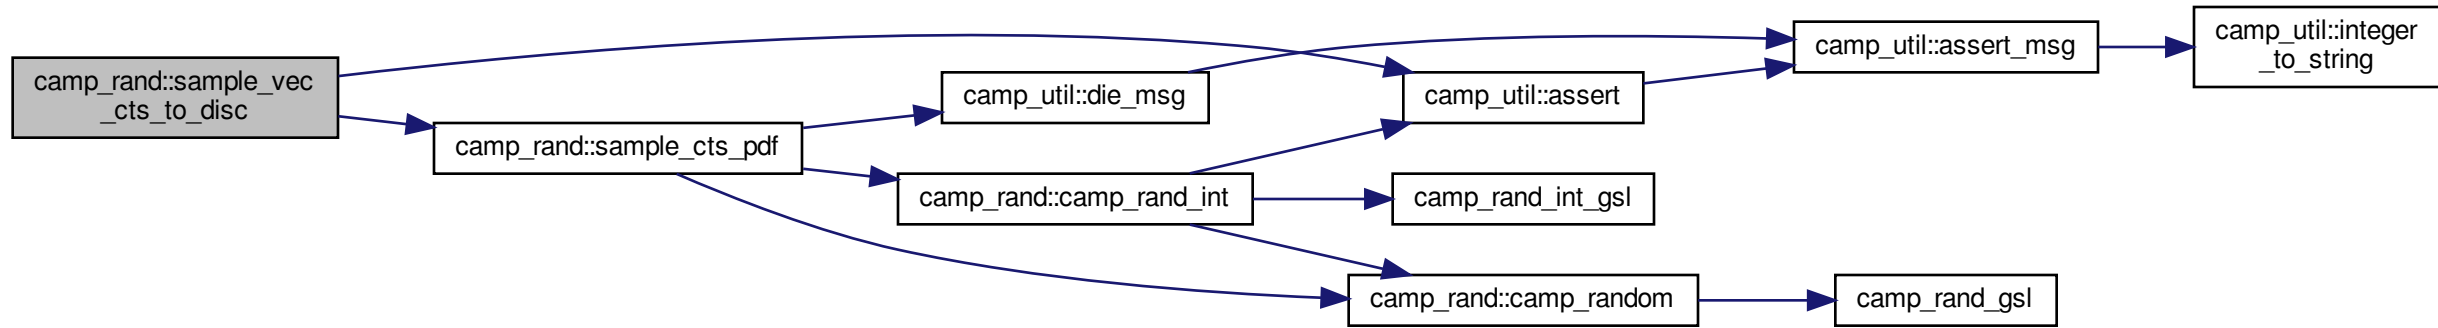 camp_rand::sample_vec
_cts_to_disc
camp_rand::sample_cts_pdf
camp_util::die_msg
camp_rand::camp_rand_int
camp_util::assert
camp_rand_int_gsl
camp_rand::camp_random
camp_util::assert_msg
camp_rand_gsl
camp_util::integer
_to_string